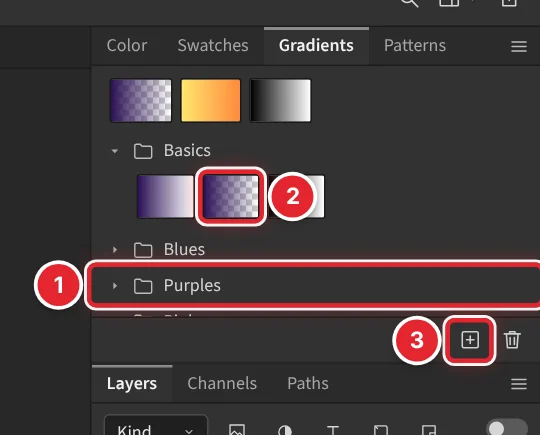 Color Swatches Gradients Patterns
Basics
2
Blues
1 Purples
3
Layers Channels Paths
Kind